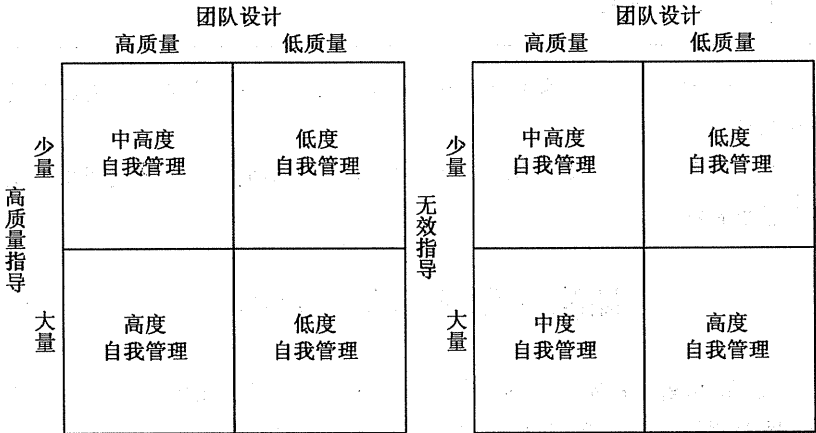 团队设计
高质量 低质量
高质量指导
少量
中高度
自我管理
低度
自我管理
大量
高度
自我管理
低度
自我管理
团队设计
高质量 低质量
无效指导
少量
中高度
自我管理
低度
自我管理
大量
中度
自我管理
高度
自我管理